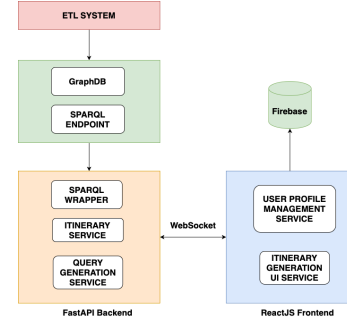 ETL SYSTEM
GraphDB
SPARQL
ENDPOINT
Firebase
SPARQL
WRAPPER
ITINERARY
SERVICE
QUERY
GENERATION
SERVICE
WebSocket
USER PROFILE
MANAGEMENT
SERVICE
ITINERARY
GENERATION
UI SERVICE
FastAPI Backend
ReactJS Frontend